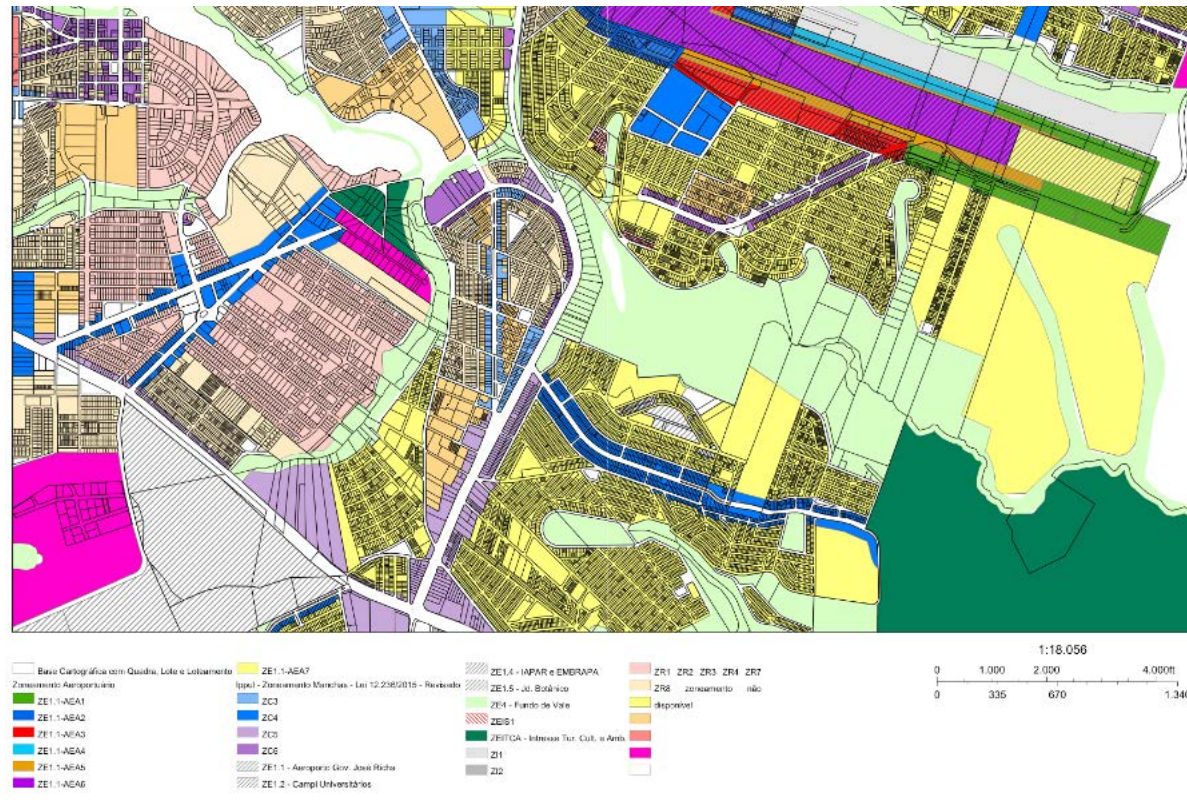 Base Cartográfica com Quadra, Lote e Loteamento
Zoneamento Aeroportuário
ZE1.1-AEA1
ZE1.1-AEA2
ZE1.1-AEA3
ZE1.1-AEA4
ZE1.1-AEA5
ZE1.1-AEA6
ZE1.1-AEA7
Ippul - Zoneamento Manchas - Lei 12.236/2015 - Revisado
ZC3
ZC4
ZC5
ZC6
ZE1.1 - Aeroporto Gov. José Richa
ZE1.2 - Campi Universitários
ZE1.4 - IAPAR e EMBRAPA
ZE1.5 - Jd. Botânico
ZE4 - Fundo de Vale
ZEIS1
ZEITCA - Intresse Tur. Cult. e Amb.
ZI1
ZI2
ZR1 ZR2 ZR3 ZR4 ZR7
ZR8 zoneamento não
disponível
1:18.056
0 1.000 2.000 4.000ft
0 335 670 1.340